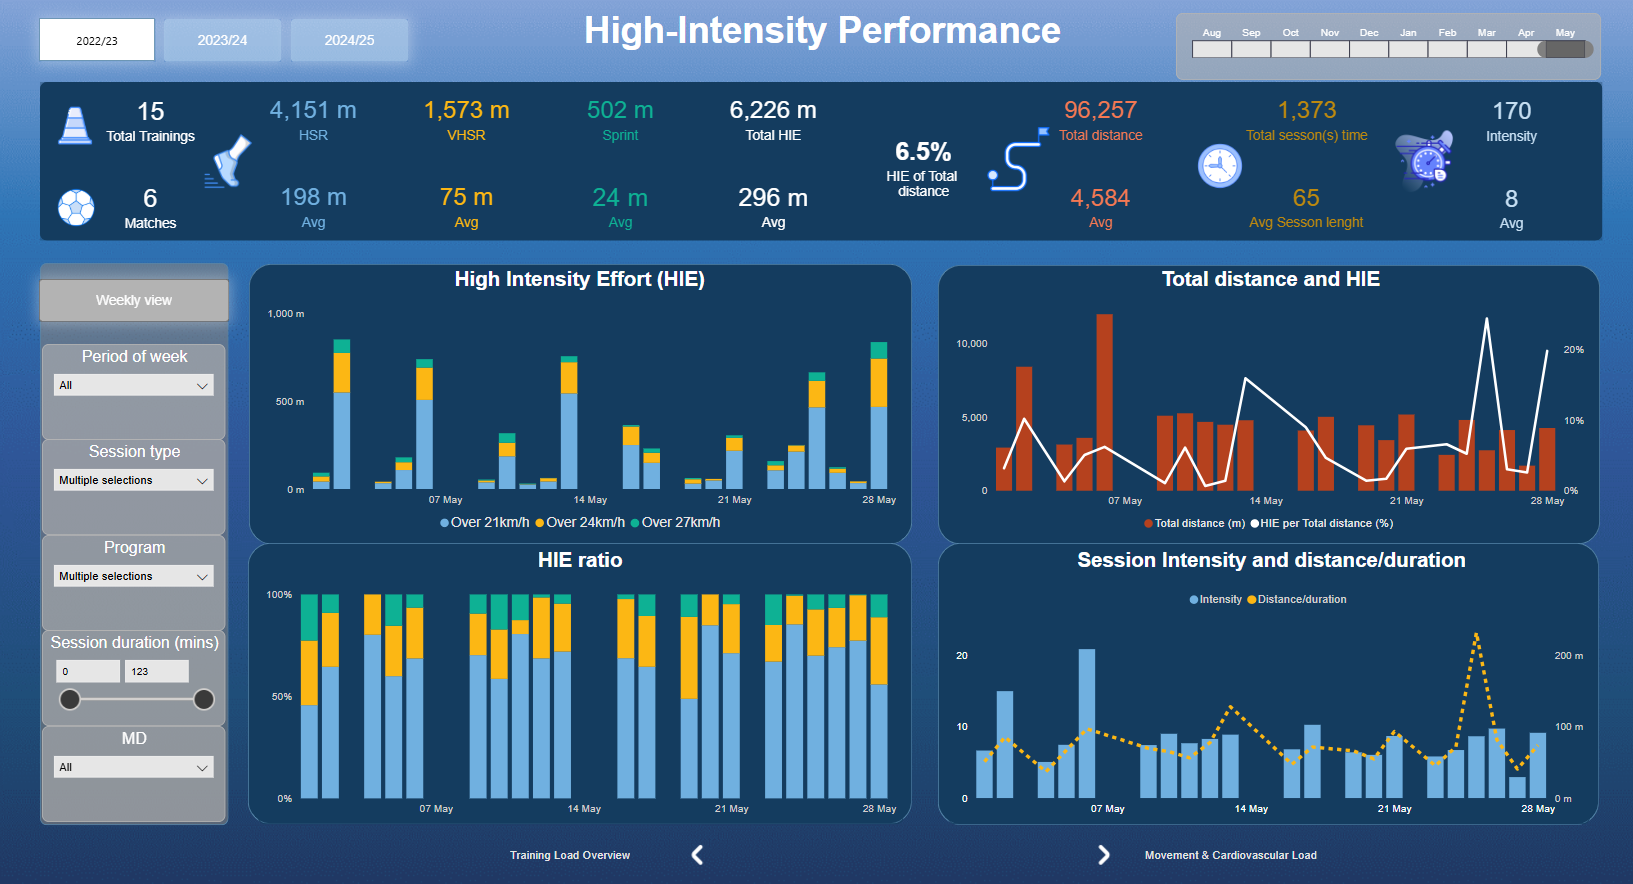 2022/23
2023/24
2024/25
High-Intensity Performance
Aug Sep Oct Nov Dec Jan Feb Mar Apr May
15
Total Trainings
4,151 m
HSR
1,573 m
VHSR
502 m
Sprint
6,226 m
Total HIE
6.5%
HIE of Total
distance
96,257
Total distance
1,373
Total sesson(s) time
170
Intensity
6
Matches
198 m
Avg
75 m
Avg
24 m
Avg
296 m
Avg
4,584
Avg
65
Avg Sesson lenght
8
Avg
Weekly view
Period of week
All
Session type
Multiple selections
Program
Multiple selections
Session duration (mins)
0 123
MD
All
High Intensity Effort (HIE)
1,000 m
500 m
0 m
07 May 14 May 21 May 28 May
Over 21km/h Over 24km/h Over 27km/h
Total distance and HIE
10,000
5,000
0
20%
10%
0%
07 May 14 May 21 May 28 May
Total distance (m) HIE per Total distance (%)
HIE ratio
100%
50%
0%
07 May 14 May 21 May 28 May
Session Intensity and distance/duration
Intensity Distance/duration
20
10
0
200 m
100 m
0 m
07 May 14 May 21 May 28 May
Training Load Overview
Movement & Cardiovascular Load